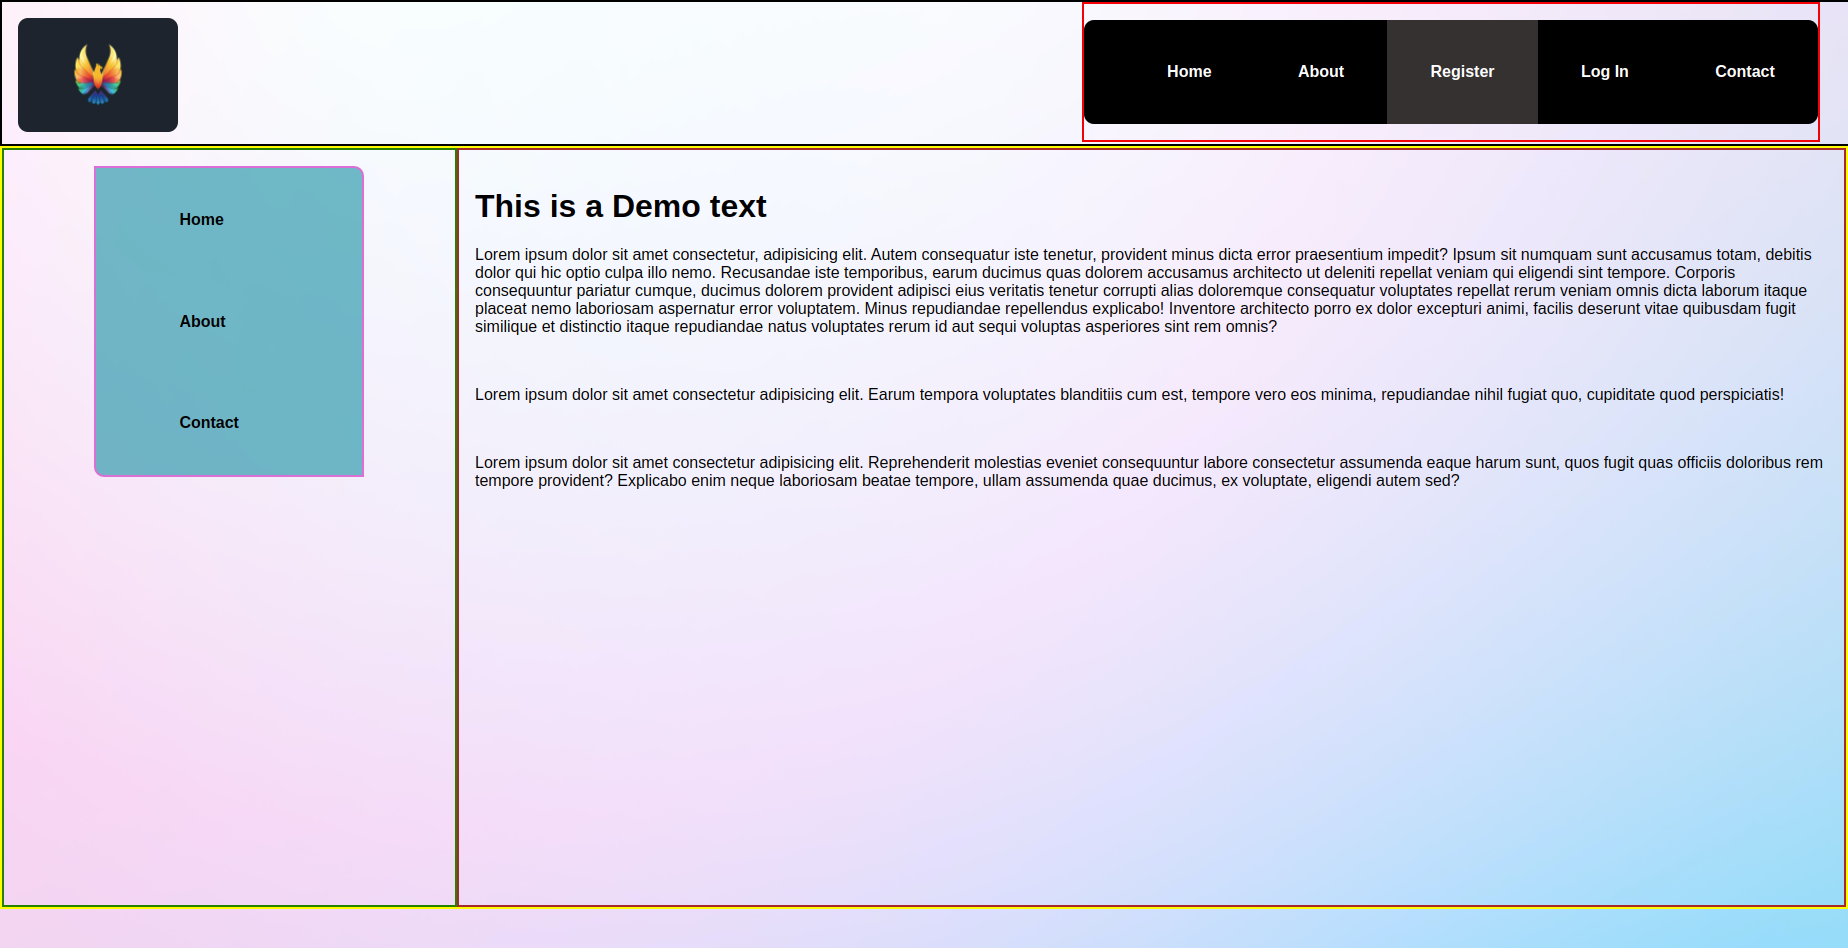 Home About Register Log In Contact
Home
About
Contact
This is a Demo text
Lorem ipsum dolor sit amet consectetur, adipisicing elit. Autem consequatur iste tenetur, provident minus dicta error praesentium impedit? Ipsum sit numquam sunt accusamus totam, debitis
dolor qui hic optio culpa illo nemo. Recusandae iste temporibus, earum ducimus quas dolorem accusamus architecto ut deleniti repellat veniam qui eligendi sint tempore. Corporis
consequuntur pariatur cumque, ducimus dolorem provident adipisci eius veritatis tenetur corrupti alias doloremque consequatur voluptates repellat rerum veniam omnis dicta laborum itaque
placeat nemo laboriosam aspernatur error voluptatem. Minus repudiandae repellendus explicabo! Inventore architecto porro ex dolor excepturi animi, facilis deserunt vitae quibusdam fugit
similique et distinctio itaque repudiandae natus voluptates rerum id aut sequi voluptas asperiores sint rem omnis?
Lorem ipsum dolor sit amet consectetur adipisicing elit. Earum tempora voluptates blanditiis cum est, tempore vero eos minima, repudiandae nihil fugiat quo, cupiditate quod perspiciatis!
Lorem ipsum dolor sit amet consectetur adipisicing elit. Reprehenderit molestias eveniet consequuntur labore consectetur assumenda eaque harum sunt, quos fugit quas officiis doloribus rem
tempore provident? Explicabo enim neque laboriosam beatae tempore, ullam assumenda quae ducimus, ex voluptate, eligendi autem sed?